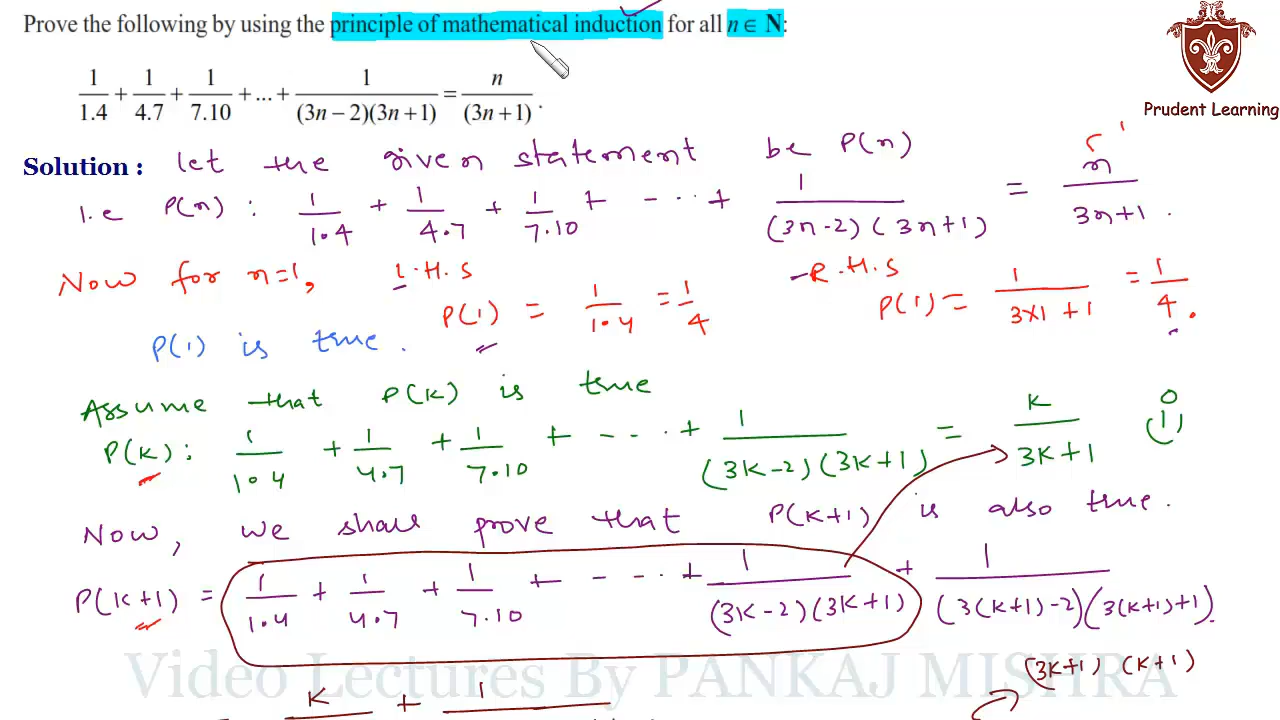 Prove the following by using the principle of mathematical induction for all n ∈ N:
1/1.4 + 1/4.7 + 1/7.10 + ... + 1/((3n − 2)(3n + 1)) = n/(3n + 1).
Prudent Learning
Solution : Let the given statement be P(n)
I.e P(n) : 1/1.4 + 1/4.7 + 1/7.10 + - ... + 1/((3n-2)(3n+1)) = n/(3n+1).
Now for n=1, L.H.S R.H.S
P(1) = 1/1.4 = 1/4 P(1) = 1/(3×1+1) = 1/4.
P(1) is true.
Assume that P(K) is true
P(K) : 1/1.4 + 1/4.7 + 1/7.10 + - - ... + 1/((3K-2)(3K+1)) = K/(3K+1) (1)
Now, we shall prove that P(K+1) is also true.
P(K+1) = 1/1.4 + 1/4.7 + 1/7.10 + - - ... + 1/((3K-2)(3K+1)) + 1/((3(K+1)-2)(3(K+1)+1)).
(3K+1) (K+1)
Video Lectures By PANKAJ MISHRA
K + 1